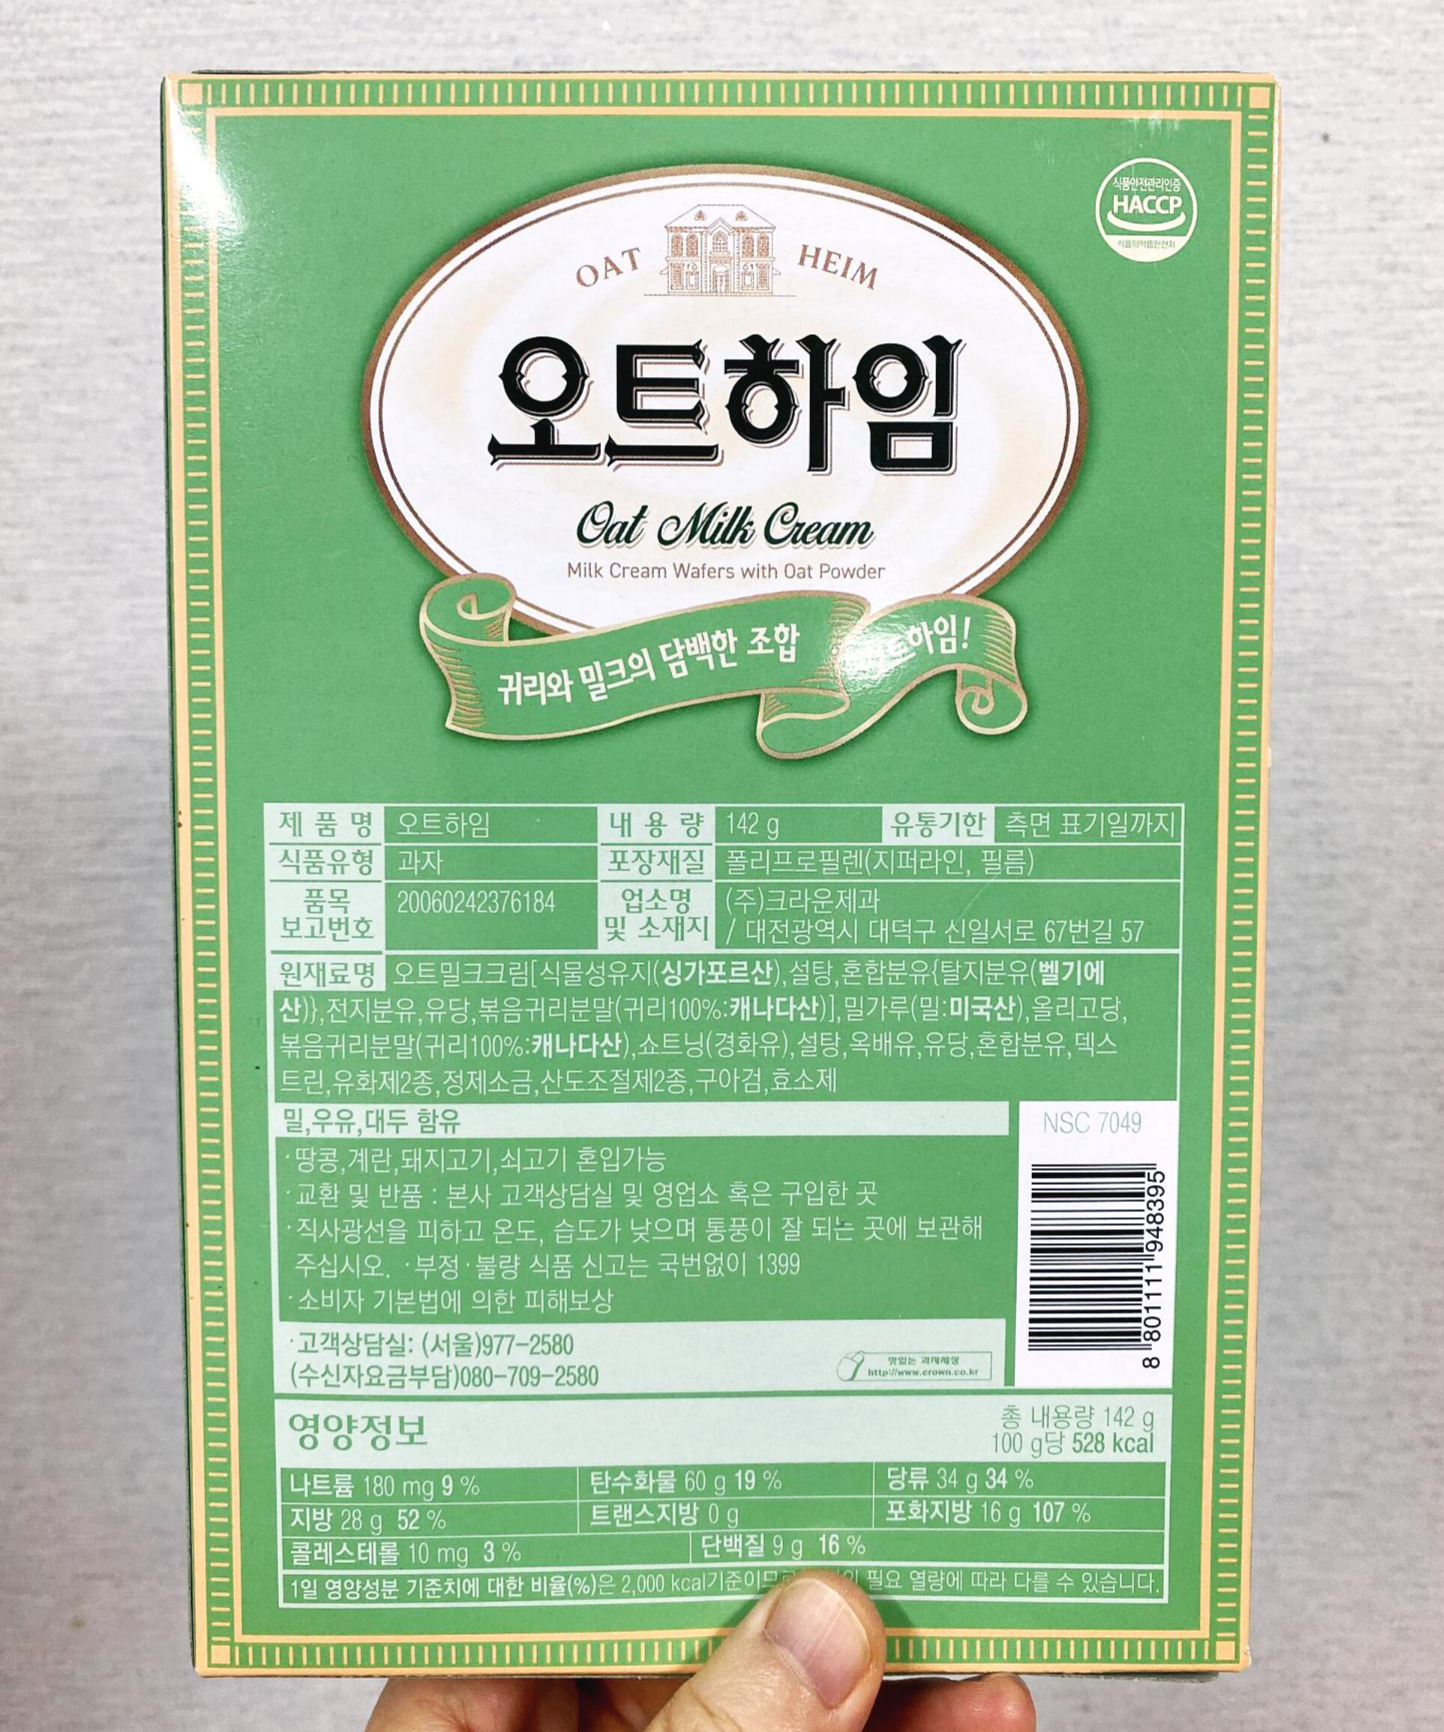 식품안전관리인증
HACCP
식품의약품안전처
OAT HEIM
오트하임
Oat Milk Cream
Milk Cream Wafers with Oat Powder
귀리와 밀크의 담백한 조합
하임!
제 품 명 오트하임 내 용 량 142 g 유통기한 측면 표기일까지
식품유형 과자 포장재질 폴리프로필렌(지퍼라인, 필름)
품목 보고번호 20060242376184 업소명 및 소재지 (주)크라운제과
/ 대전광역시 대덕구 신일서로 67번길 57
원재료명 오트밀크크림[식물성유지(싱가포르산),설탕,혼합분유{탈지분유(벨기에
산)},전지분유,유당,볶음귀리분말(귀리100%:캐나다산)],밀가루(밀:미국산),올리고당,
볶음귀리분말(귀리100%:캐나다산),쇼트닝(경화유),설탕,옥배유,유당,혼합분유,덱스
트린,유화제2종,정제소금,산도조절제2종,구아검,효소제
밀,우유,대두 함유
·땅콩,계란,돼지고기,쇠고기 혼입가능
·교환 및 반품 : 본사 고객상담실 및 영업소 혹은 구입한 곳
·직사광선을 피하고 온도, 습도가 낮으며 통풍이 잘 되는 곳에 보관해
주십시오. ·부정·불량 식품 신고는 국번없이 1399
·소비자 기본법에 의한 피해보상
·고객상담실: (서울)977-2580
(수신자요금부담)080-709-2580
맛있는 과자세상
http://www.crown.co.kr
NSC 7049
8 801111 948395
영양정보
총 내용량 142 g
100 g당 528 kcal
나트륨 180 mg 9 % 탄수화물 60 g 19 % 당류 34 g 34 %
지방 28 g 52 % 트랜스지방 0 g 포화지방 16 g 107 %
콜레스테롤 10 mg 3 % 단백질 9 g 16 %
1일 영양성분 기준치에 대한 비율(%)은 2,000 kcal기준이므 필요 열량에 따라 다를 수 있습니다.